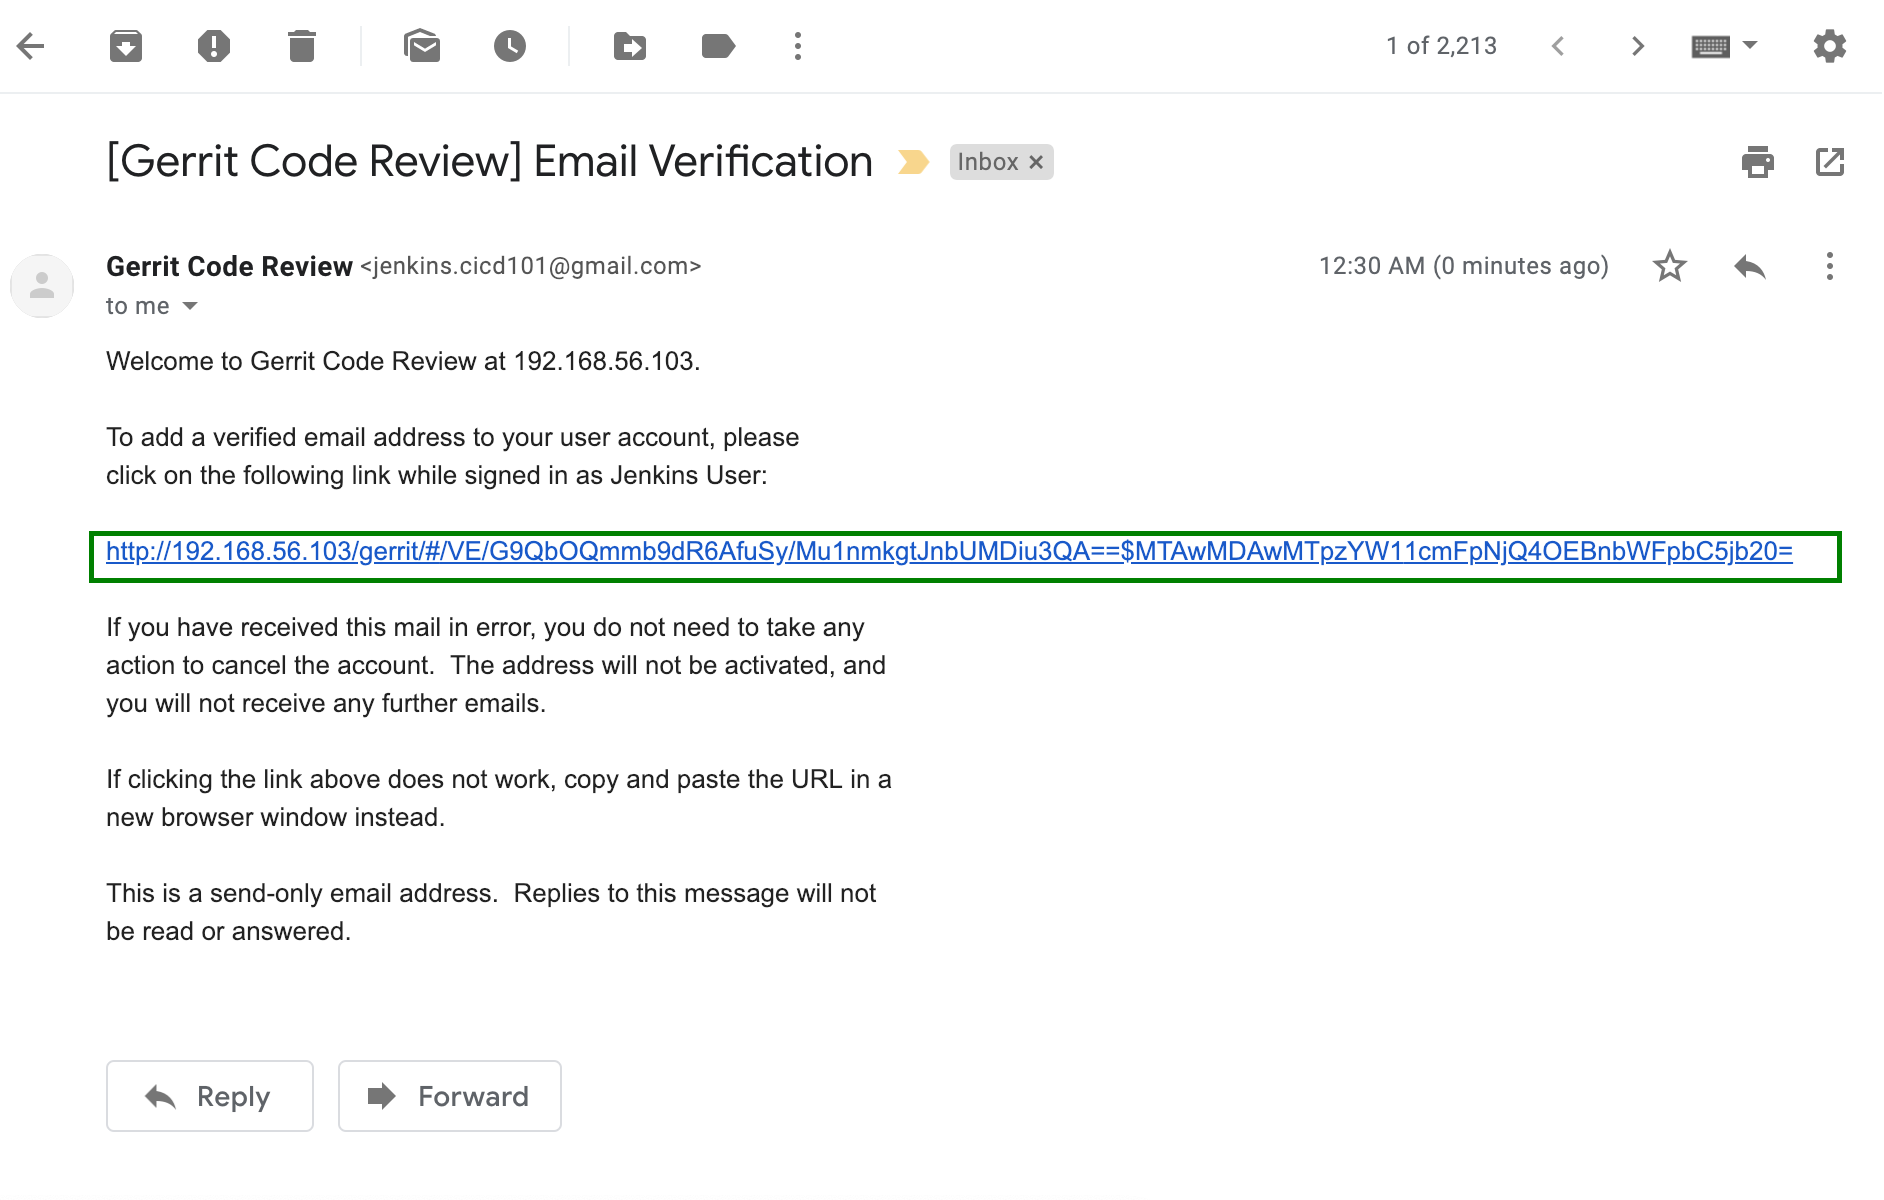 1 of 2,213
[Gerrit Code Review] Email Verification Inbox ×
Gerrit Code Review <jenkins.cicd101@gmail.com> 12:30 AM (0 minutes ago)
to me
Welcome to Gerrit Code Review at 192.168.56.103.
To add a verified email address to your user account, please
click on the following link while signed in as Jenkins User:
http://192.168.56.103/gerrit/#/VE/G9QbOQmmb9dR6AfuSy/Mu1nmkgtJnbUMDiu3QA==$MTAwMDAwMTpzYW11cmFpNjQ4OEBnbWFpbC5jb20=
If you have received this mail in error, you do not need to take any
action to cancel the account.  The address will not be activated, and
you will not receive any further emails.
If clicking the link above does not work, copy and paste the URL in a
new browser window instead.
This is a send-only email address.  Replies to this message will not
be read or answered.
Reply Forward